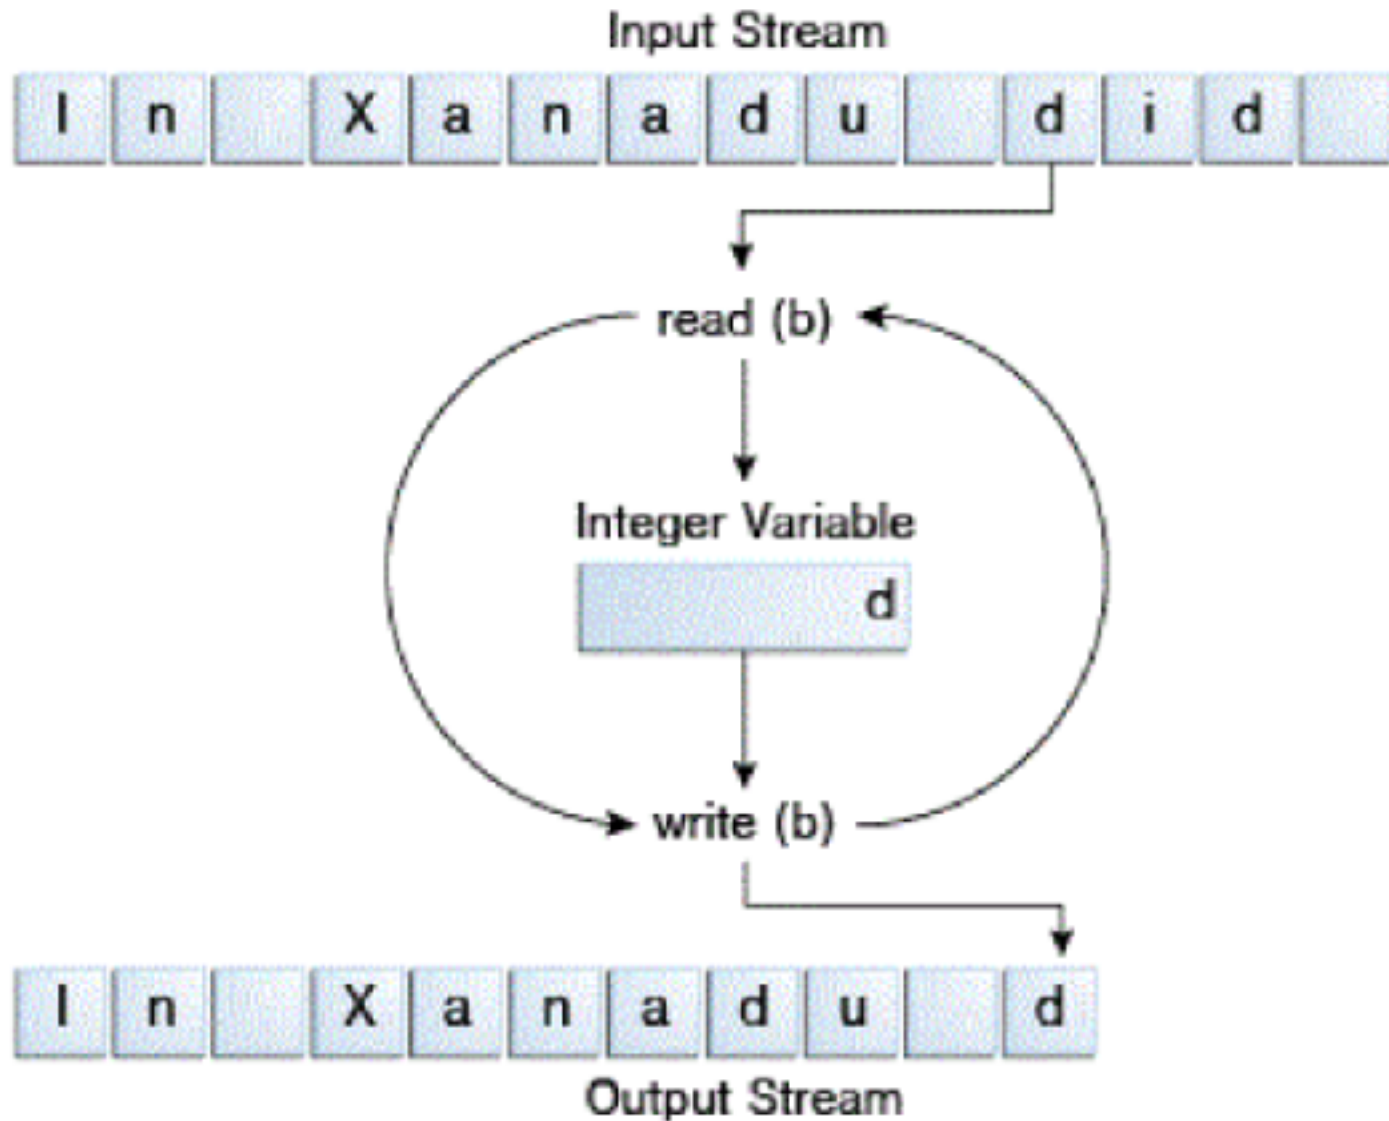 Input Stream
I n X a n a d u d i d
read (b)
Integer Variable
d
write (b)
I n X a n a d u d
Output Stream